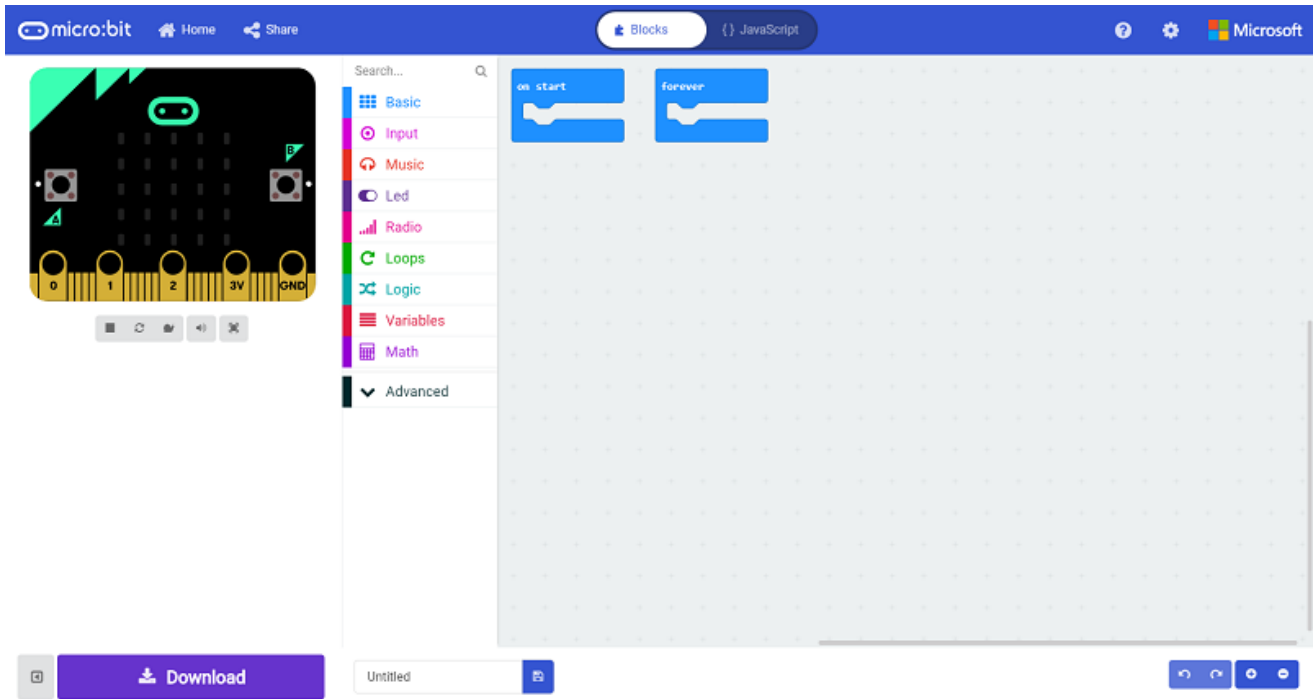 micro:bit Home Share Blocks {} JavaScript ? Microsoft
Search...
Basic
Input
Music
Led
Radio
Loops
Logic
Variables
Math
Advanced
on start forever
B
A
0 1 2 3V GND
Download Untitled